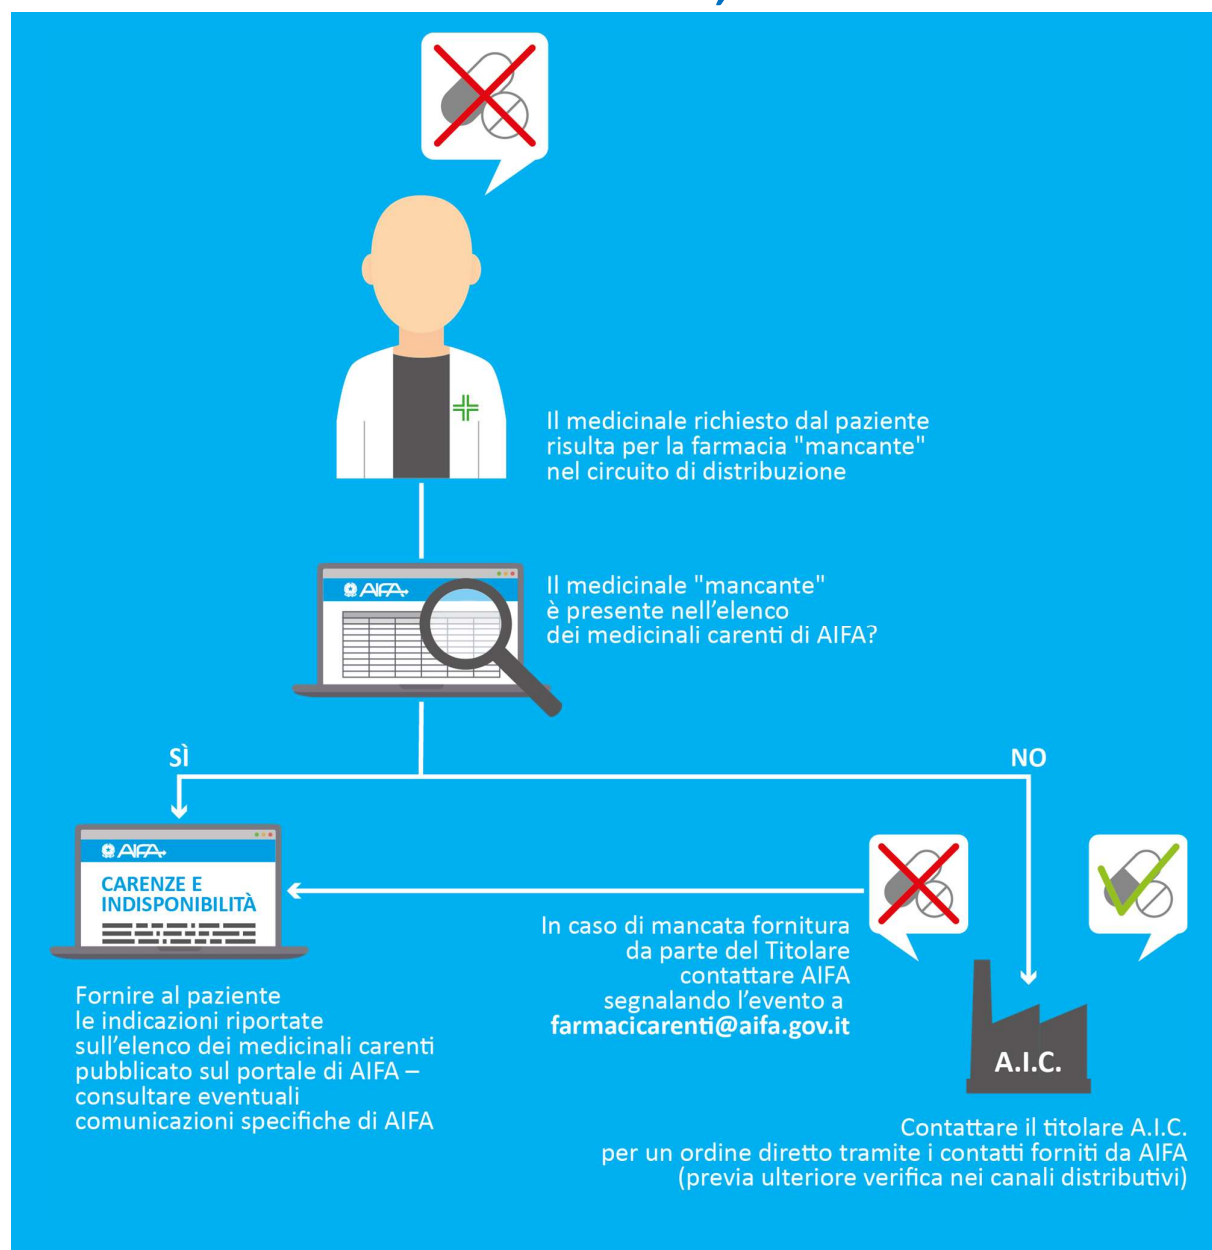 Il medicinale richiesto dal paziente
risulta per la farmacia "mancante"
nel circuito di distribuzione
AIFA
Il medicinale "mancante"
è presente nell’elenco
dei medicinali carenti di AIFA?
SÌ
NO
AIFA
CARENZE E
INDISPONIBILITÀ
In caso di mancata fornitura
da parte del Titolare
contattare AIFA
segnalando l’evento a
farmacicarenti@aifa.gov.it
Fornire al paziente
le indicazioni riportate
sull’elenco dei medicinali carenti
pubblicato sul portale di AIFA –
consultare eventuali
comunicazioni specifiche di AIFA
A.I.C.
Contattare il titolare A.I.C.
per un ordine diretto tramite i contatti forniti da AIFA
(previa ulteriore verifica nei canali distributivi)